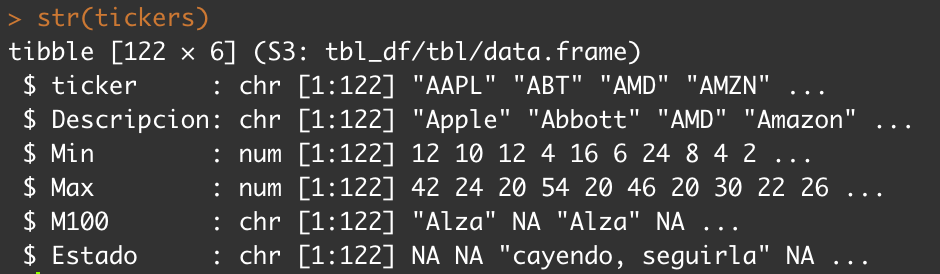 > str(tickers)
tibble [122 × 6] (S3: tbl_df/tbl/data.frame)
 $ ticker     : chr [1:122] "AAPL" "ABT" "AMD" "AMZN" ...
 $ Descripcion: chr [1:122] "Apple" "Abbott" "AMD" "Amazon" ...
 $ Min        : num [1:122] 12 10 12 4 16 6 24 8 4 2 ...
 $ Max        : num [1:122] 42 24 20 54 20 46 20 30 22 26 ...
 $ M100       : chr [1:122] "Alza" NA "Alza" NA ...
 $ Estado     : chr [1:122] NA NA "cayendo, seguirla" NA ...